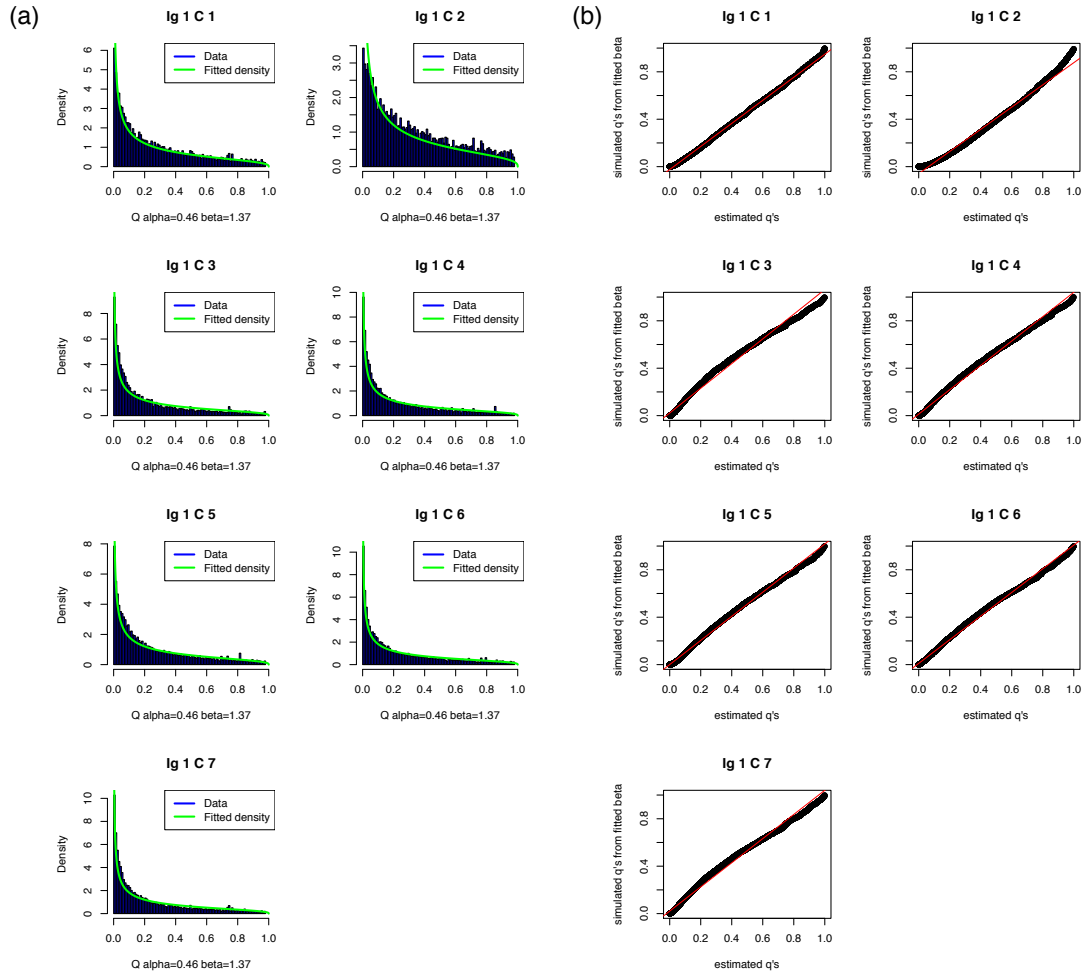 (a)
Ig 1 C 1
Density
0 1 2 3 4 5 6
Data
Fitted density
0.0 0.2 0.4 0.6 0.8 1.0
Q alpha=0.46 beta=1.37
Ig 1 C 2
Density
0.0 1.0 2.0 3.0
Data
Fitted density
0.0 0.2 0.4 0.6 0.8 1.0
Q alpha=0.46 beta=1.37
Ig 1 C 3
Density
0 2 4 6 8
Data
Fitted density
0.0 0.2 0.4 0.6 0.8 1.0
Q alpha=0.46 beta=1.37
Ig 1 C 4
Density
0 2 4 6 8 10
Data
Fitted density
0.0 0.2 0.4 0.6 0.8 1.0
Q alpha=0.46 beta=1.37
Ig 1 C 5
Density
0 2 4 6 8
Data
Fitted density
0.0 0.2 0.4 0.6 0.8 1.0
Q alpha=0.46 beta=1.37
Ig 1 C 6
Density
0 2 4 6 8 10
Data
Fitted density
0.0 0.2 0.4 0.6 0.8 1.0
Q alpha=0.46 beta=1.37
Ig 1 C 7
Density
0 2 4 6 8 10
Data
Fitted density
0.0 0.2 0.4 0.6 0.8 1.0
Q alpha=0.46 beta=1.37
(b)
Ig 1 C 1
simulated q's from fitted beta
0.0 0.4 0.8
0.0 0.2 0.4 0.6 0.8 1.0
estimated q's
Ig 1 C 2
simulated q's from fitted beta
0.0 0.4 0.8
0.0 0.2 0.4 0.6 0.8 1.0
estimated q's
Ig 1 C 3
simulated q's from fitted beta
0.0 0.4 0.8
0.0 0.2 0.4 0.6 0.8 1.0
estimated q's
Ig 1 C 4
simulated q's from fitted beta
0.0 0.4 0.8
0.0 0.2 0.4 0.6 0.8 1.0
estimated q's
Ig 1 C 5
simulated q's from fitted beta
0.0 0.4 0.8
0.0 0.2 0.4 0.6 0.8 1.0
estimated q's
Ig 1 C 6
simulated q's from fitted beta
0.0 0.4 0.8
0.0 0.2 0.4 0.6 0.8 1.0
estimated q's
Ig 1 C 7
simulated q's from fitted beta
0.0 0.4 0.8
0.0 0.2 0.4 0.6 0.8 1.0
estimated q's